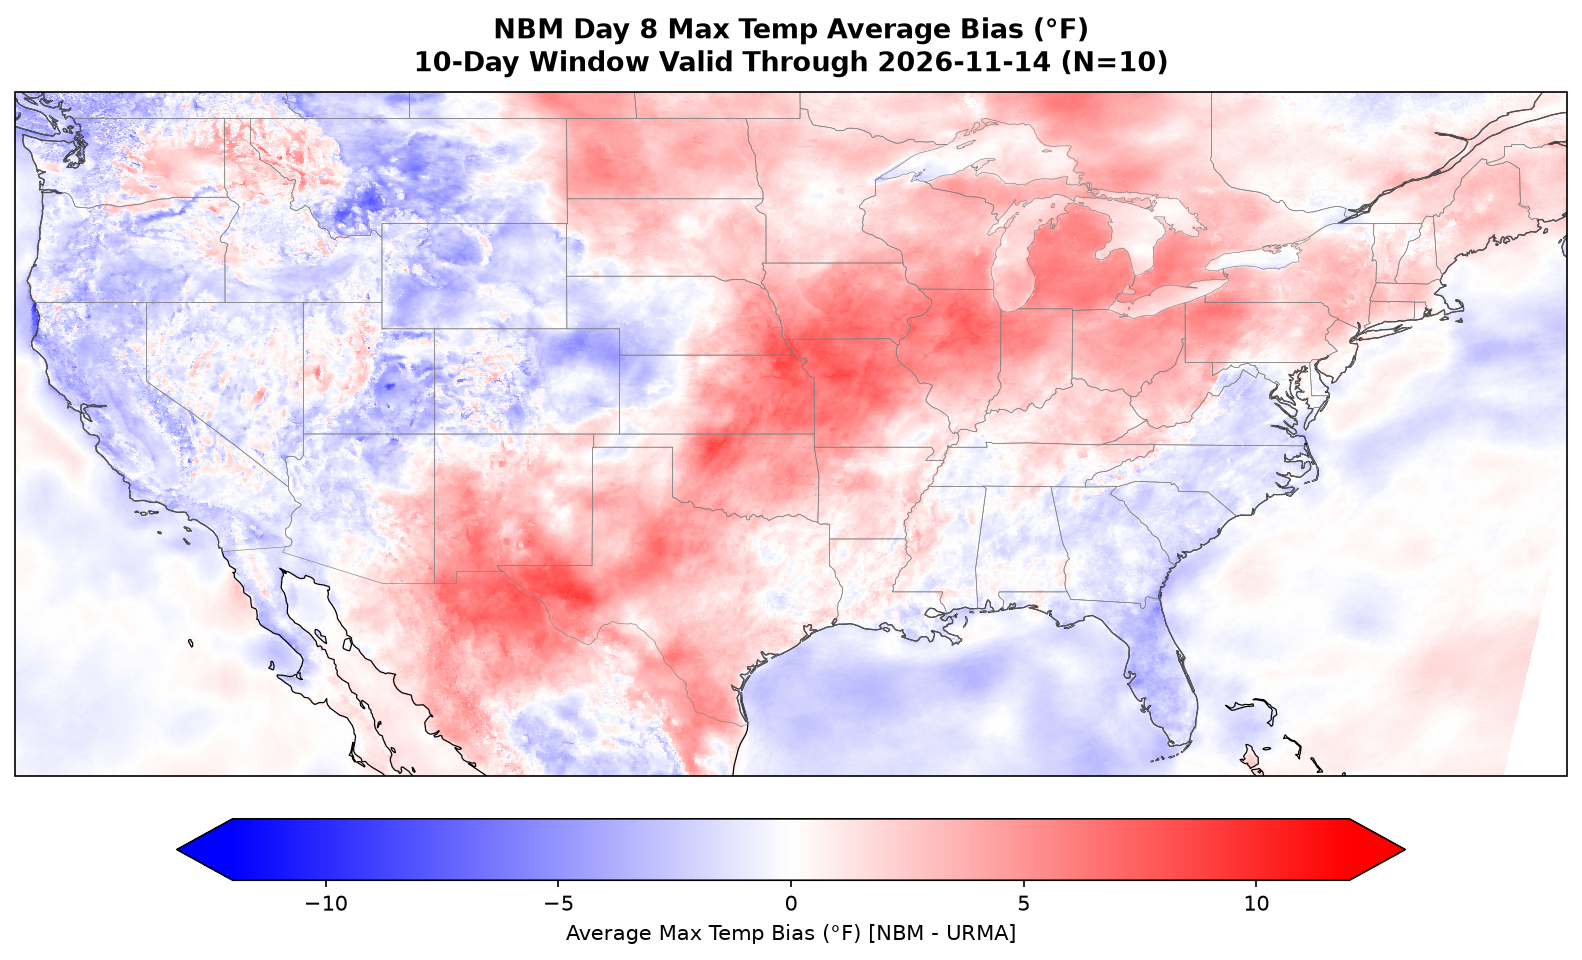 NBM Day 8 Max Temp Average Bias (°F)
10-Day Window Valid Through 2026-11-14 (N=10)
−10 −5 0 5 10
Average Max Temp Bias (°F) [NBM - URMA]